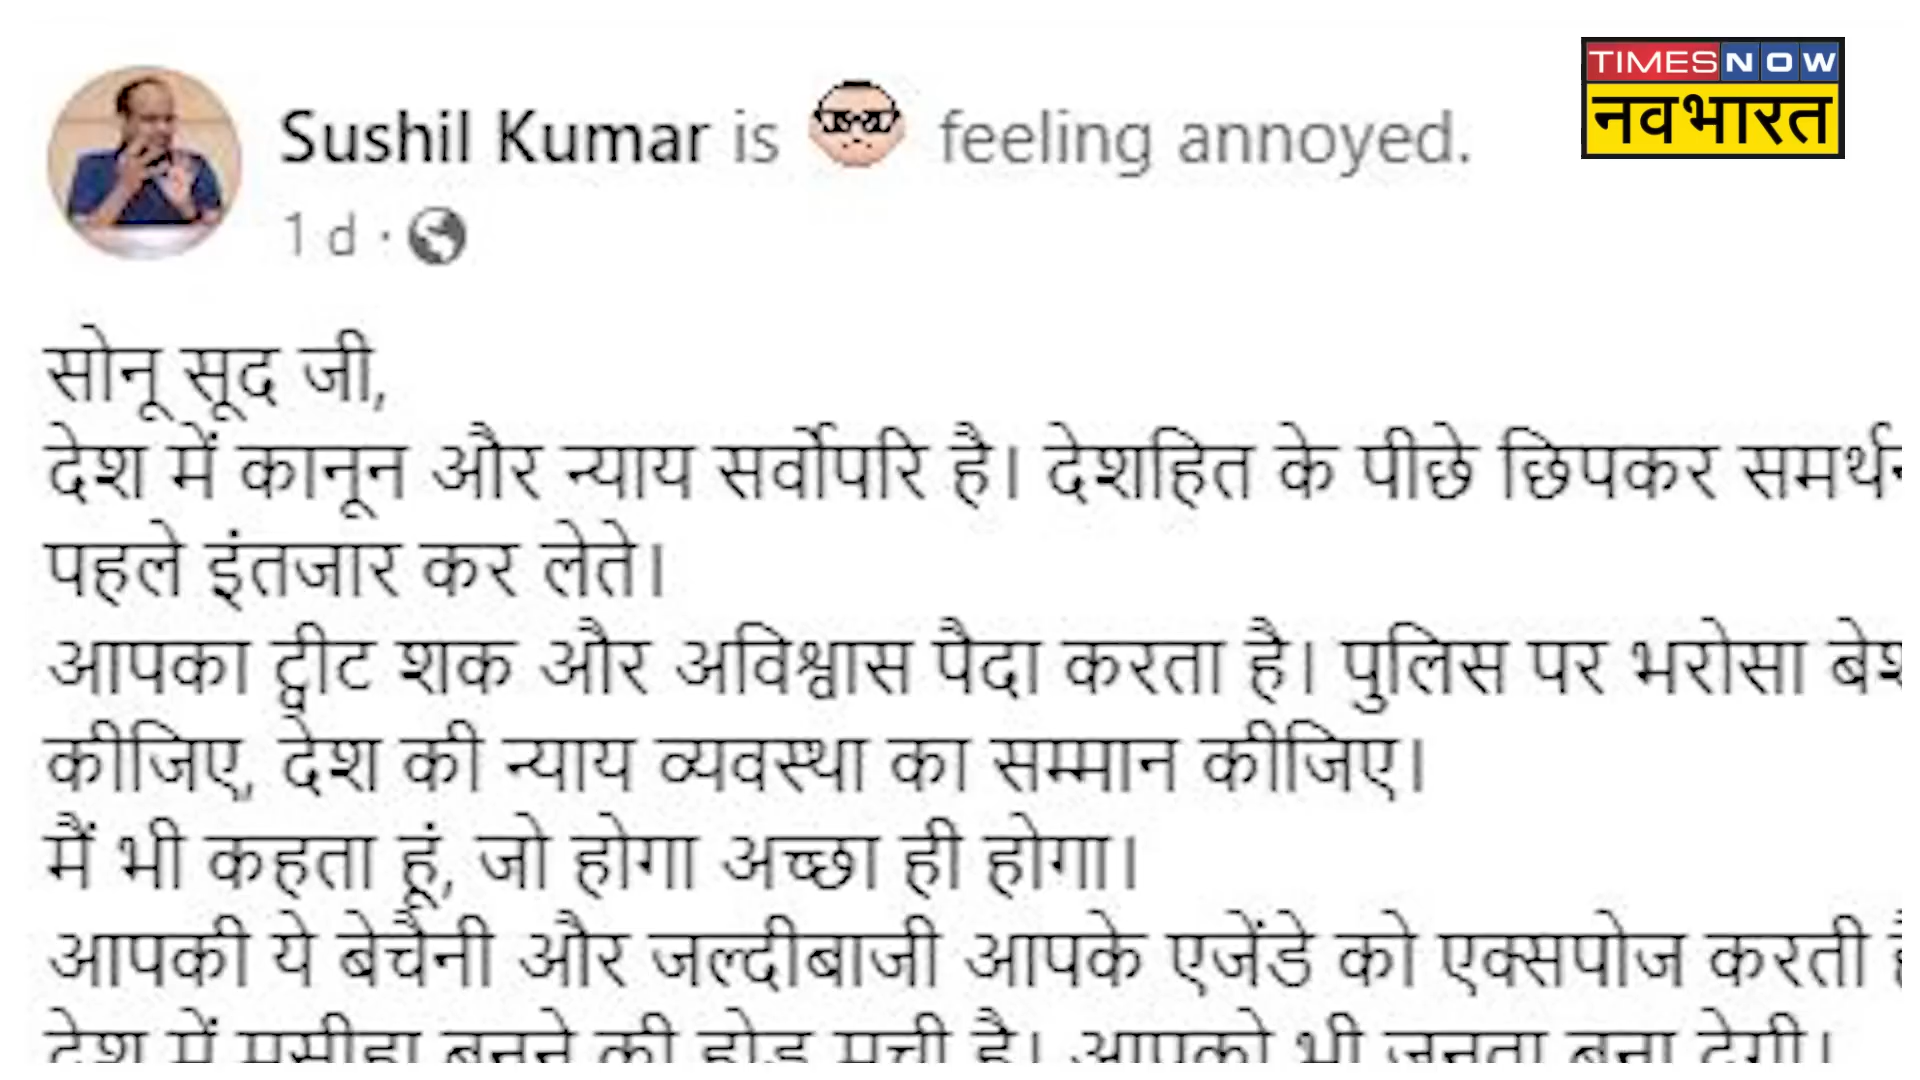 Sushil Kumar is feeling annoyed.
TIMES NOW
नवभारत
1 d ·
सोनू सूद जी,
देश में कानून और न्याय सर्वोपरि है। देशहित के पीछे छिपकर
पहले इंतजार कर लेते।
आपका ट्वीट शक और अविश्वास पैदा करता है। पुलिस पर भरोसा
कीजिए, देश की न्याय व्यवस्था का सम्मान कीजिए।
मैं भी कहता हूं, जो होगा अच्छा ही होगा।
आपकी ये बेचैनी और जल्दीबाजी आपके एजेंडे को एक्सपोज करती
देश में मसीहा बनने की होड़ मची है। आपको भी जनता बना देगी।